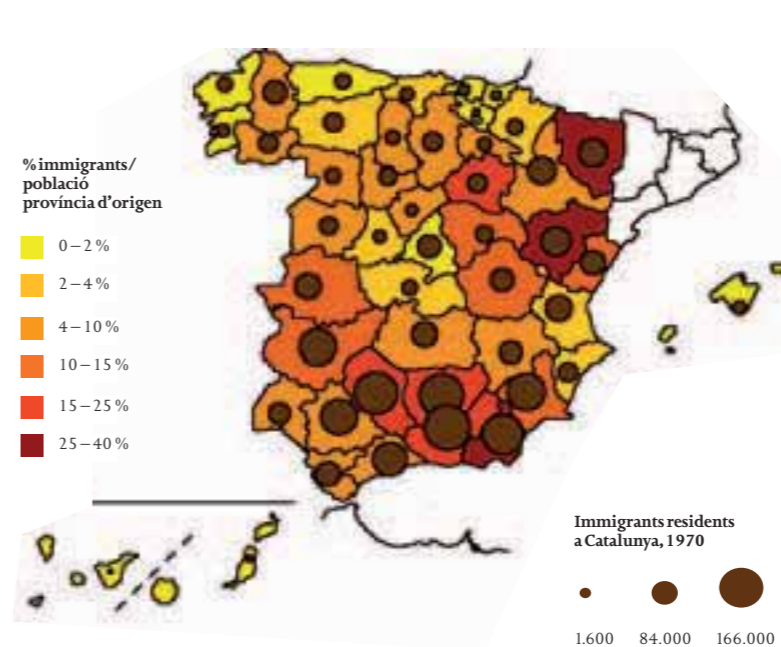 % immigrants/
població
província d'origen
0–2 %
2–4 %
4–10 %
10–15 %
15–25 %
25–40 %
Immigrants residents
a Catalunya, 1970
1.600 84.000 166.000